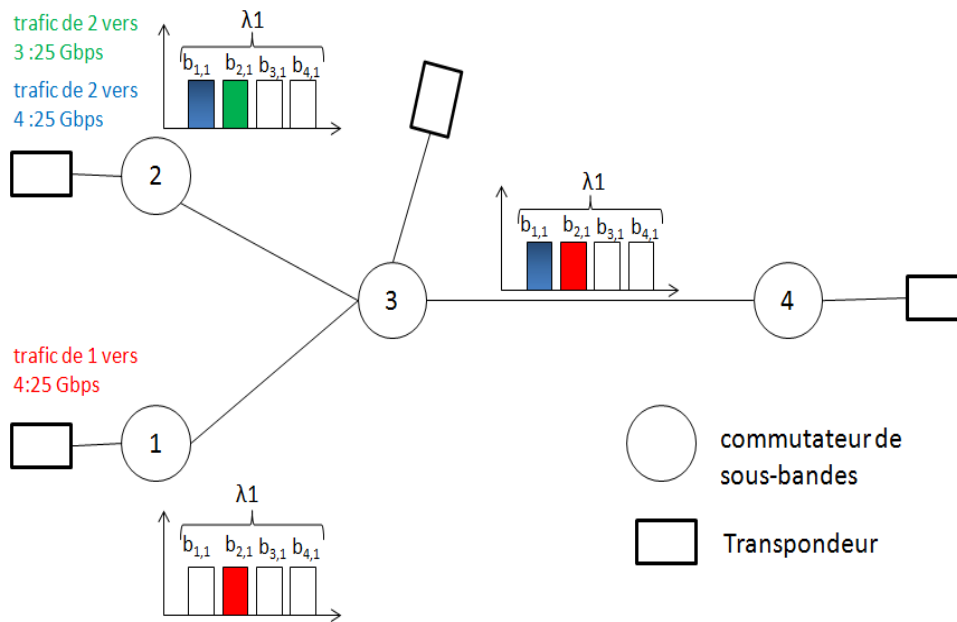 trafic de 2 vers
3 :25 Gbps
trafic de 2 vers
4 :25 Gbps
λ1
b1,1 b2,1 b3,1 b4,1
2
λ1
b1,1 b2,1 b3,1 b4,1
3
4
trafic de 1 vers
4:25 Gbps
1
λ1
b1,1 b2,1 b3,1 b4,1
commutateur de
sous-bandes
Transpondeur